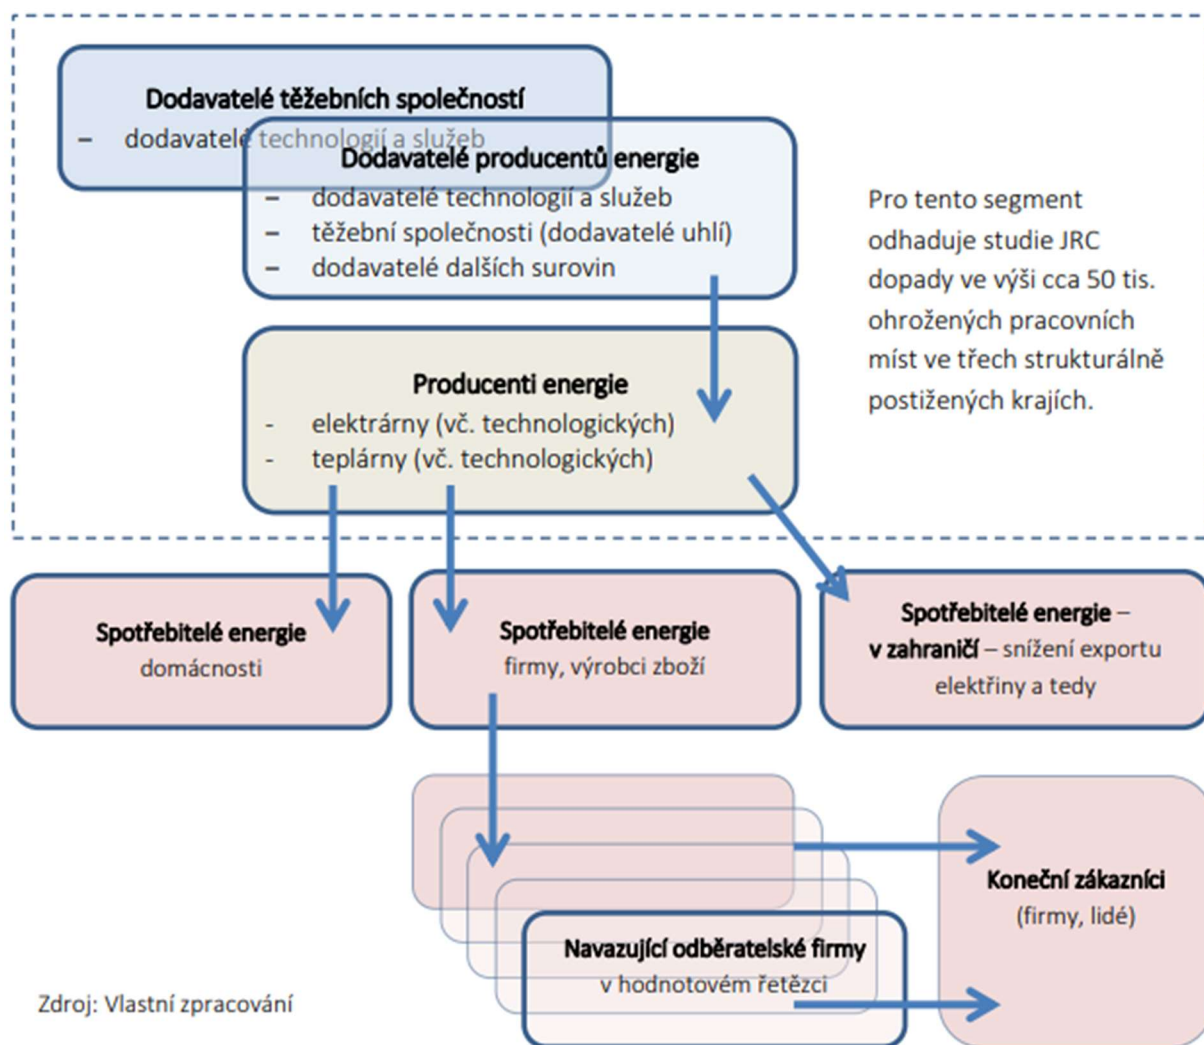 Dodavatelé těžebních společností
– dodavatelé technologií a služeb
Dodavatelé producentů energie
– dodavatelé technologií a služeb
– těžební společnosti (dodavatelé uhlí)
– dodavatelé dalších surovin
Pro tento segment
odhaduje studie JRC
dopady ve výši cca 50 tis.
ohrožených pracovních
míst ve třech strukturálně
postižených krajích.
Producenti energie
- elektrárny (vč. technologických)
- teplárny (vč. technologických)
Spotřebitelé energie
domácnosti
Spotřebitelé energie
firmy, výrobci zboží
Spotřebitelé energie –
v zahraničí – snížení exportu
elektřiny a tedy
Koneční zákazníci
(firmy, lidé)
Navazující odběratelské firmy
v hodnotovém řetězci
Zdroj: Vlastní zpracování